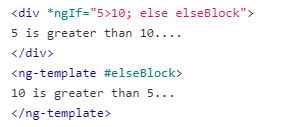 <div *ngIf="5>10; else elseBlock">
5 is greater than 10....
</div>
<ng-template #elseBlock>
10 is greater than 5...
</ng-template>